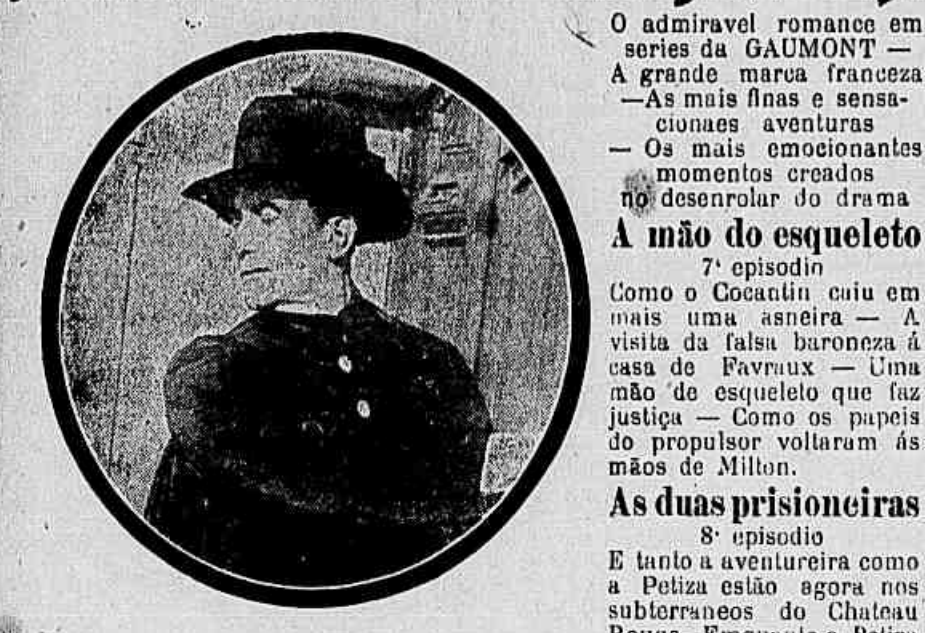 O admiravel romance em
series da GAUMONT —
A grande marca franceza
—As mais finas e sensa-
cionaes aventuras
— Os mais emocionantes
momentos creados
no desenrolar do drama
A mão do esqueleto
7º episodio
Como o Cocantin caiu em
mais uma asneira — A
visita da falsa baroneza á
casa de Favraux — Uma
mão de esqueleto que faz
justiça — Como os papeis
do propulsor voltaram ás
mãos de Milton.
As duas prisioneiras
8º episodio
E tanto a aventureira como
a Petiza estão agora nos
subterraneos do Chateau